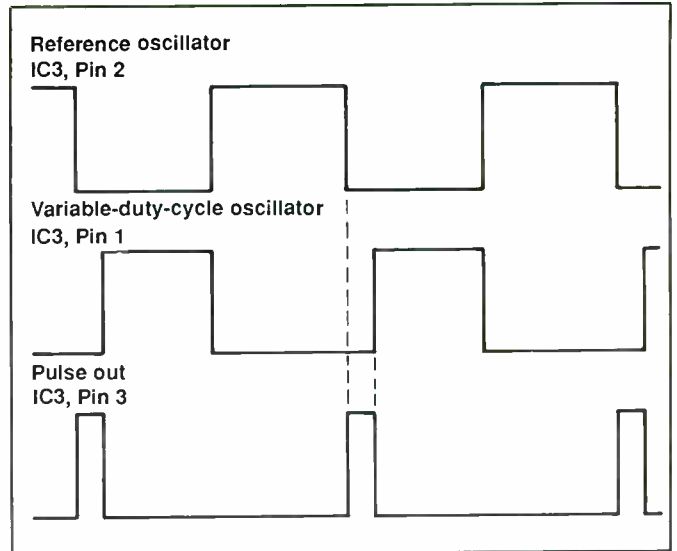 Reference oscillator
IC3, Pin 2
Variable-duty-cycle oscillator
IC3, Pin 1
Pulse out
IC3, Pin 3